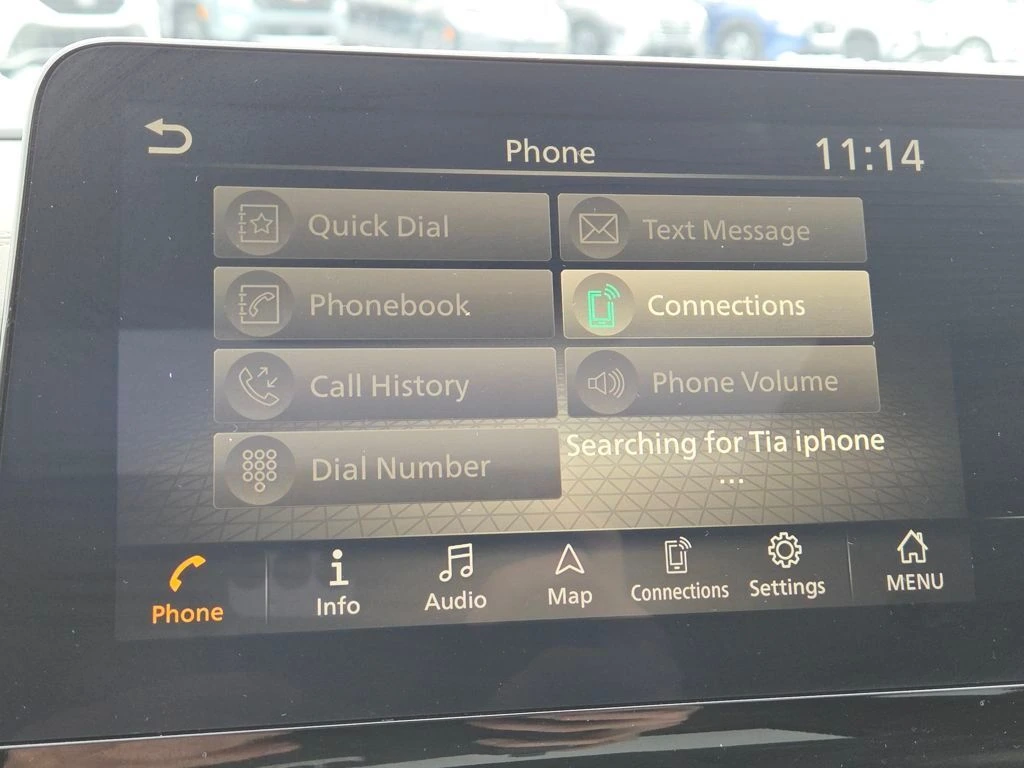 Phone
11:14
Quick Dial
Text Message
Phonebook
Connections
Call History
Phone Volume
Dial Number
Searching for Tia iphone
...
Phone
Info
Audio
Map
Connections
Settings
MENU